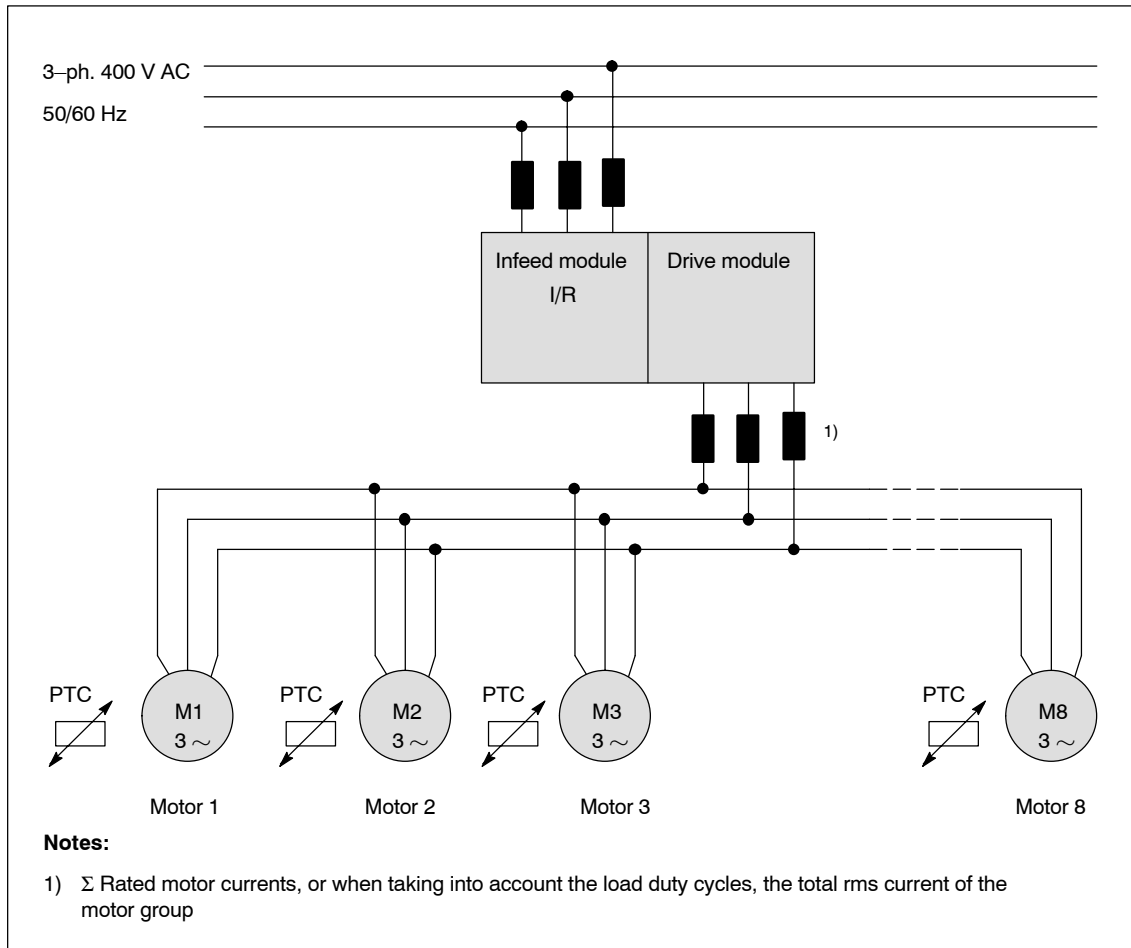 3–ph. 400 V AC
50/60 Hz
Infeed module
I/R
Drive module
1)
PTC
M1
3 ∼
Motor 1
PTC
M2
3 ∼
Motor 2
PTC
M3
3 ∼
Motor 3
PTC
M8
3 ∼
Motor 8
Notes:
1) Σ Rated motor currents, or when taking into account the load duty cycles, the total rms current of the
motor group